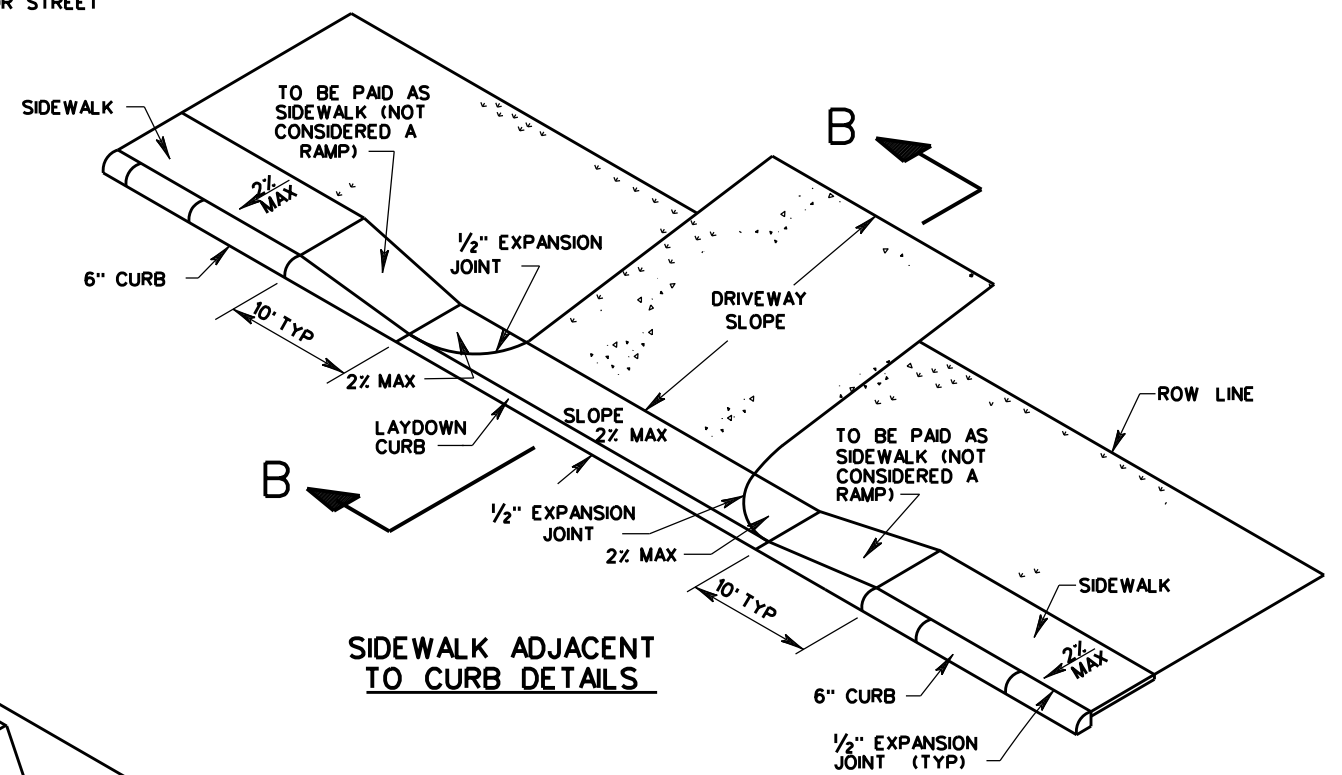 OR STREET
SIDEWALK
TO BE PAID AS
SIDEWALK (NOT
CONSIDERED A
RAMP)
B
2%
MAX
1/2" EXPANSION
JOINT
6" CURB
DRIVEWAY
SLOPE
10' TYP
2% MAX
ROW LINE
LAYDOWN
CURB
SLOPE
2% MAX
TO BE PAID AS
SIDEWALK (NOT
CONSIDERED A
RAMP)
B
1/2" EXPANSION
JOINT
2% MAX
SIDEWALK
10' TYP
SIDEWALK ADJACENT
TO CURB DETAILS
2%
MAX
6" CURB
1/2" EXPANSION
JOINT (TYP)